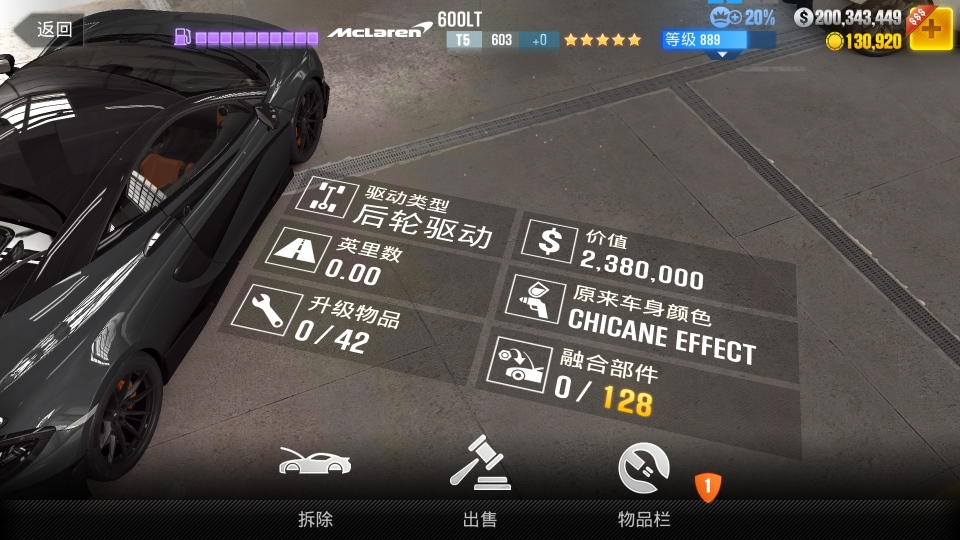 返回
McLaren
600LT
T5 603 +0
20%
等级 889
$ 200,343,449
130,920
$$$
驱动类型
后轮驱动
英里数
0.00
升级物品
0 / 42
$
价值
2,380,000
原来车身颜色
CHICANE EFFECT
融合部件
0 / 128
拆除
出售
物品栏
1